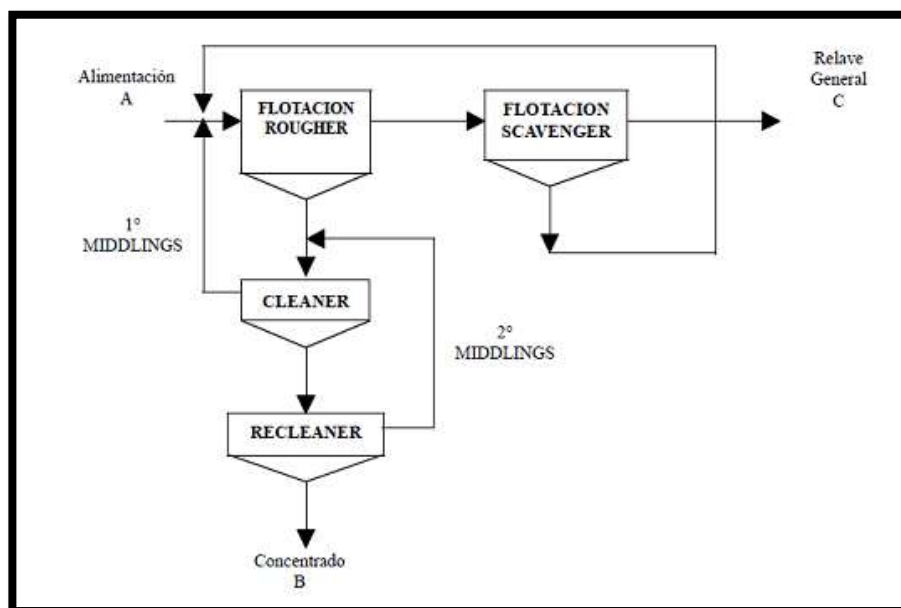 Alimentación
A
FLOTACION
ROUGHER
FLOTACION
SCAVENGER
Relave
General
C
1°
MIDDLINGS
CLEANER
2°
MIDDLINGS
RECLEANER
Concentrado
B